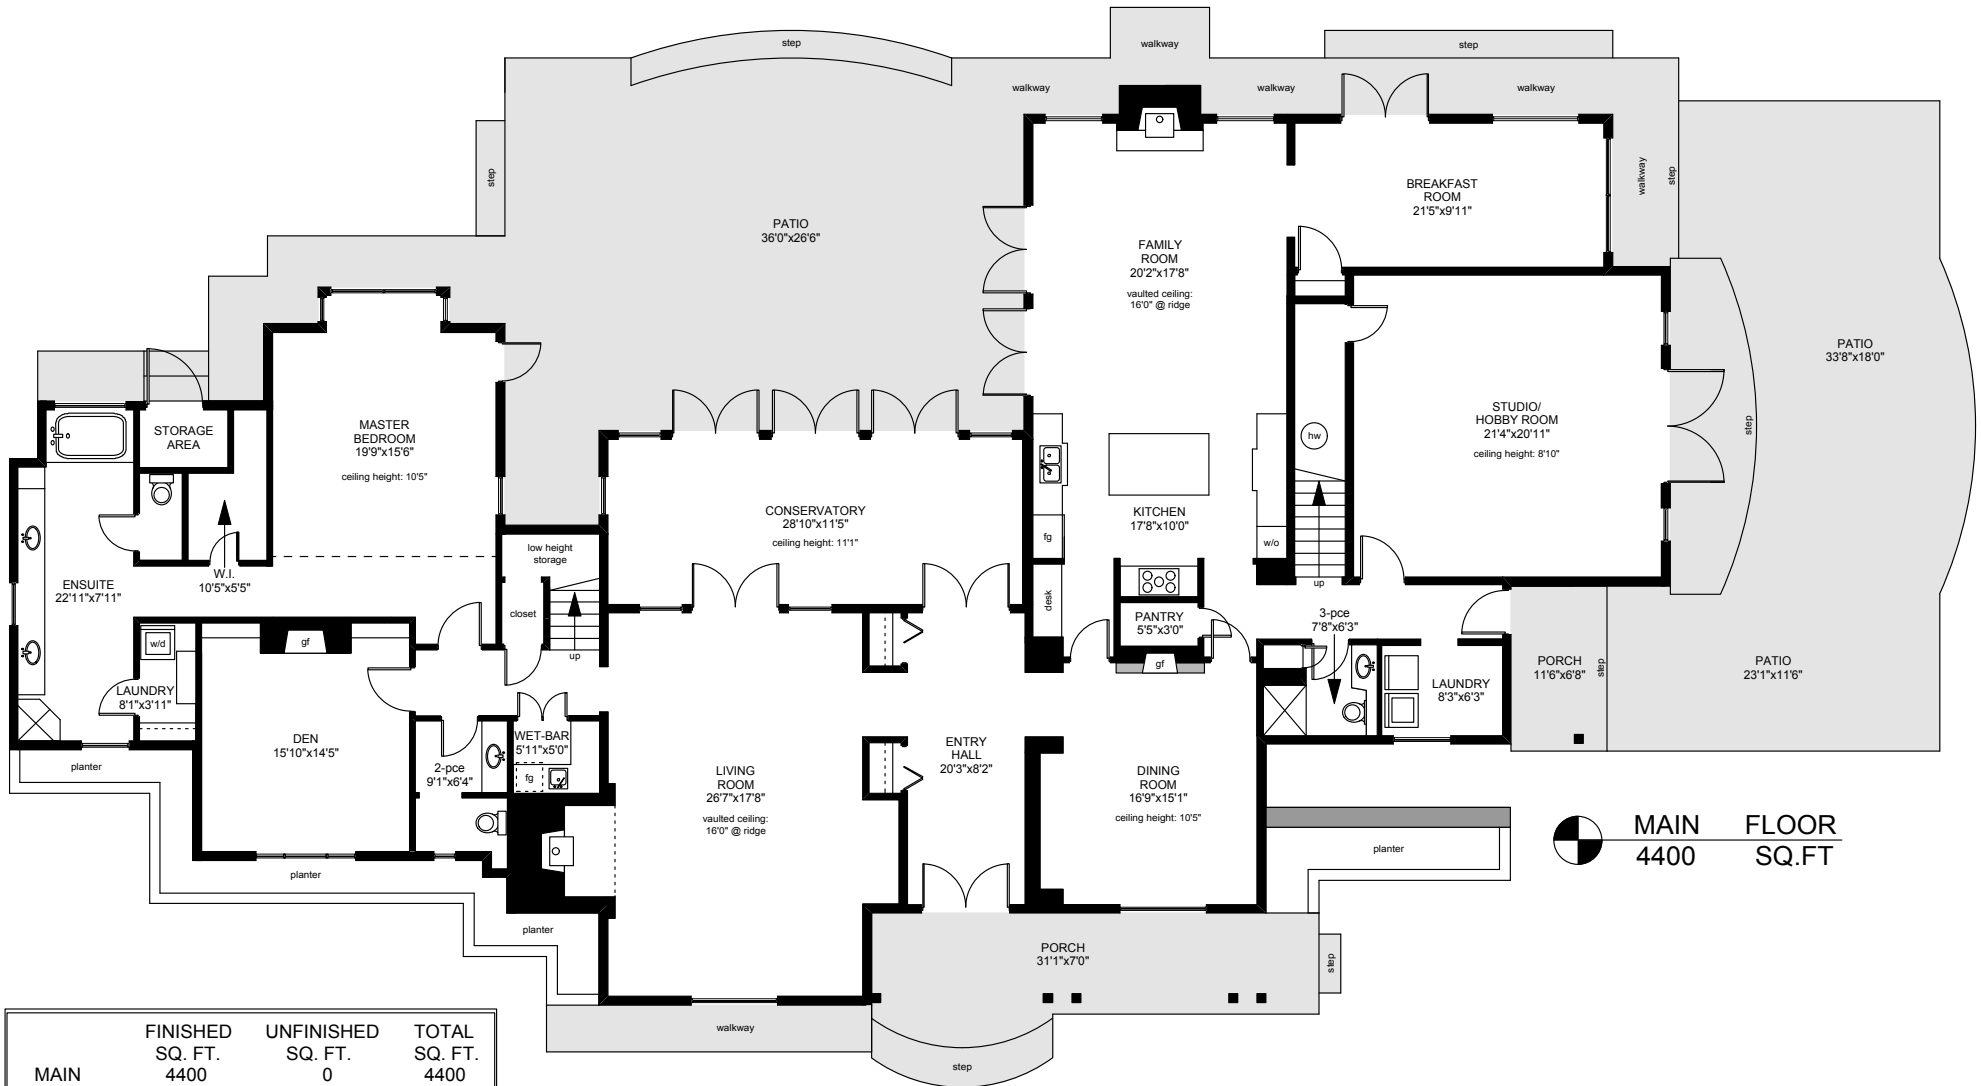 step
walkway
step
walkway
walkway
walkway
step
walkway
step
PATIO
36'0"x26'6"
BREAKFAST
ROOM
21'5"x9'11"
FAMILY
ROOM
20'2"x17'8"
vaulted ceiling:
16'0" @ ridge
PATIO
33'8"x18'0"
STORAGE
AREA
MASTER
BEDROOM
19'9"x15'6"
ceiling height: 10'5"
STUDIO/
HOBBY ROOM
21'4"x20'11"
ceiling height: 8'10"
step
hw
CONSERVATORY
28'10"x11'5"
ceiling height: 11'1"
KITCHEN
17'8"x10'0"
fg
w/o
low height
storage
ENSUITE
22'11"x7'11"
W.I.
10'5"x5'5"
closet
up
desk
PANTRY
5'5"x3'0"
gf
up
3-pce
7'8"x6'3"
w/d
gf
LAUNDRY
8'1"x3'11"
LAUNDRY
8'3"x6'3"
PORCH
11'6"x6'8"
step
PATIO
23'1"x11'6"
DEN
15'10"x14'5"
WET-BAR
5'11"x5'0"
fg
2-pce
9'1"x6'4"
LIVING
ROOM
26'7"x17'8"
vaulted ceiling:
16'0" @ ridge
ENTRY
HALL
20'3"x8'2"
DINING
ROOM
16'9"x15'1"
ceiling height: 10'5"
planter
planter
planter
planter
MAIN FLOOR
4400 SQ.FT
PORCH
31'1"x7'0"
step
walkway
step
FINISHED UNFINISHED TOTAL
SQ. FT. SQ. FT. SQ. FT.
MAIN 4400 0 4400